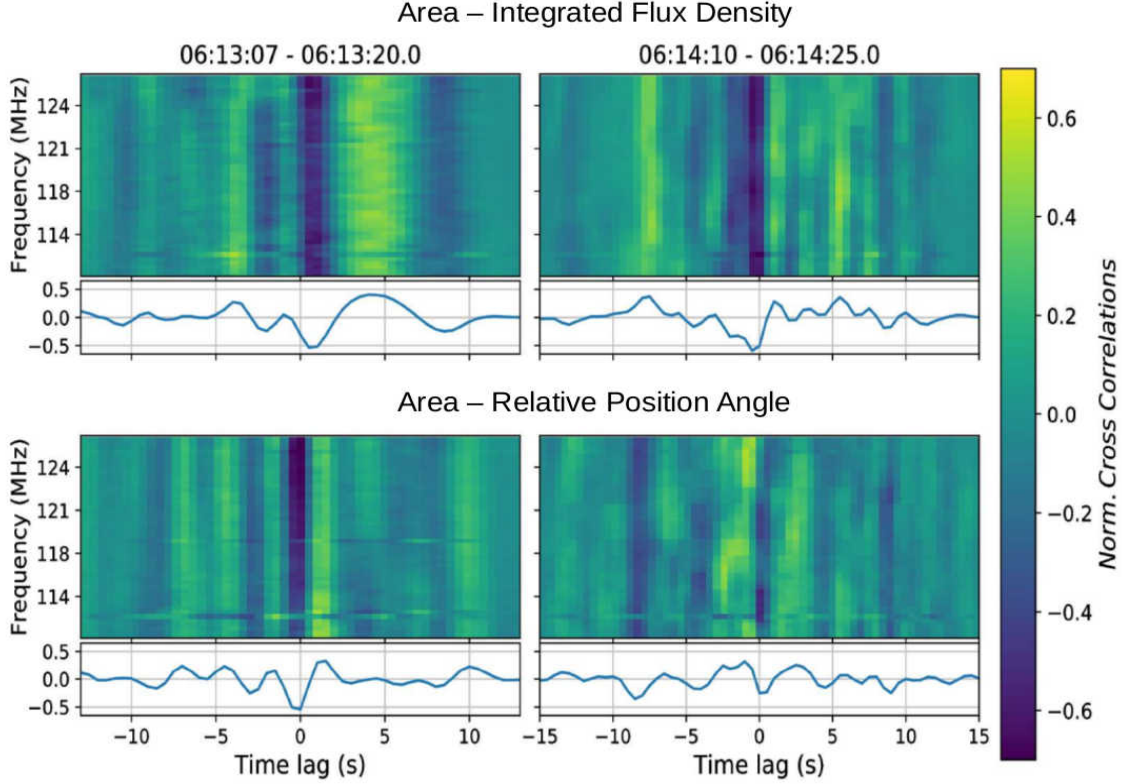 Area – Integrated Flux Density
06:13:07 - 06:13:20.0
06:14:10 - 06:14:25.0
Frequency (MHz)
124
121
118
114
0.5
0.0
−0.5
Area – Relative Position Angle
Frequency (MHz)
124
121
118
114
0.5
0.0
−0.5
−10 −5 0 5 10
−15 −10 −5 0 5 10 15
Time lag (s)
Time lag (s)
0.6
0.4
0.2
0.0
−0.2
−0.4
−0.6
Norm. Cross Correlations